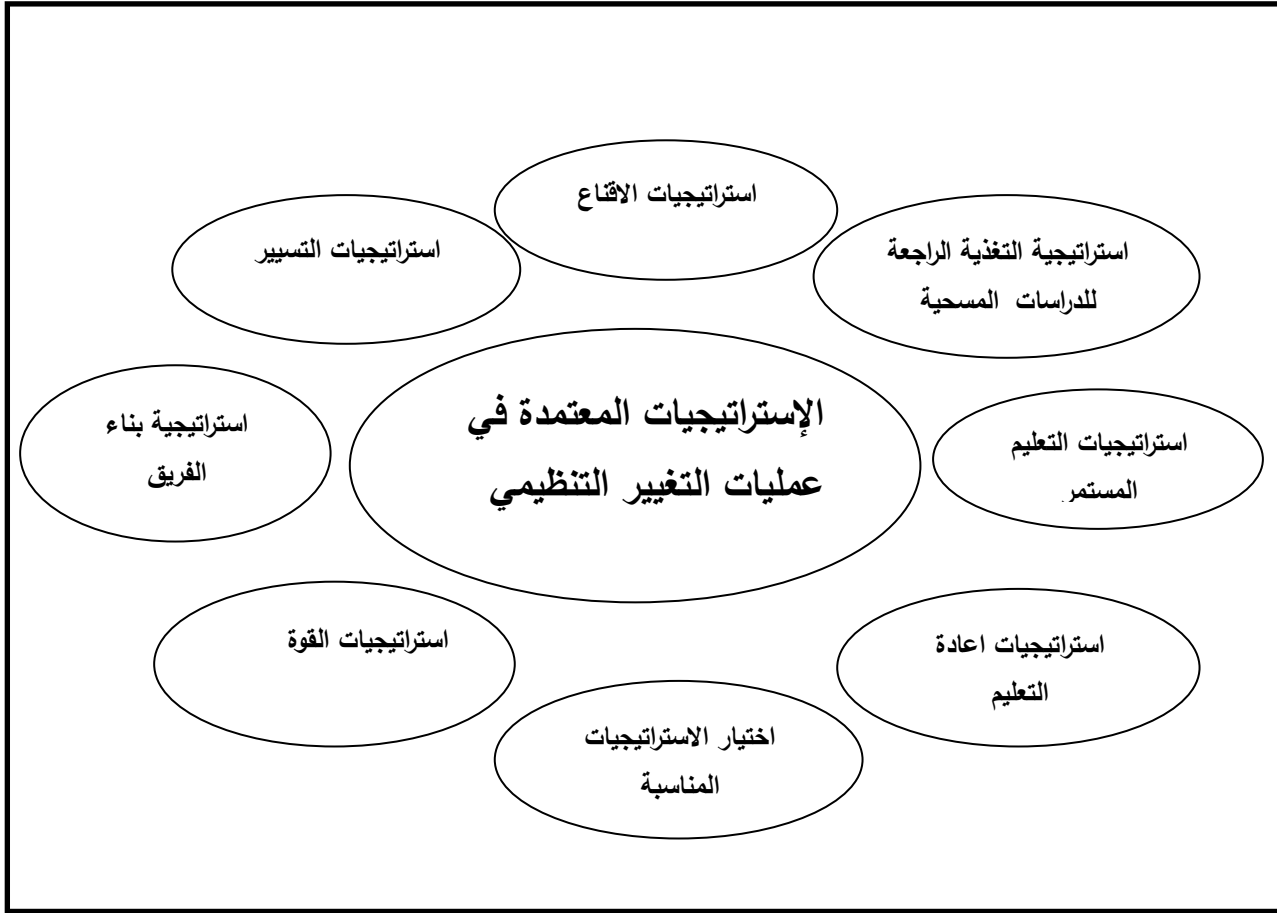 استراتيجيات الاقناع
استراتيجية التغذية الراجعة
للدراسات المسحية
استراتيجيات التسيير
الإستراتيجيات المعتمدة في
عمليات التغيير التنظيمي
استراتيجيات التعليم
المستمر
استراتيجية بناء
الفريق
استراتيجيات اعادة
التعليم
استراتيجيات القوة
اختيار الاستراتيجيات
المناسبة